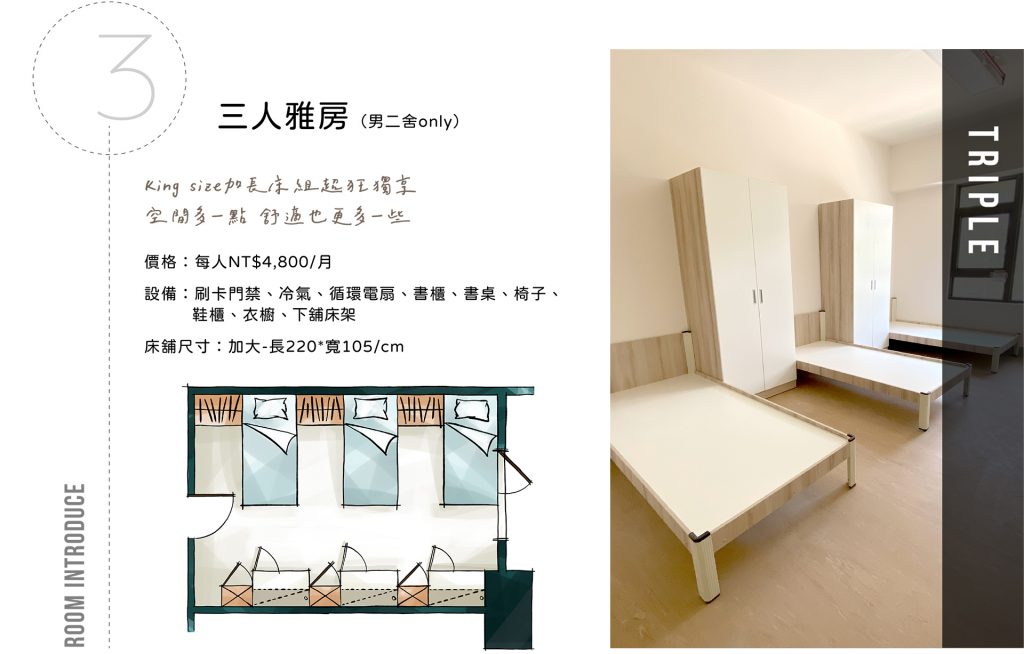 3
三人雅房（男二舍only）
King size加長床組超狂獨享
空間多一點 舒適也更多一些
價格：每人NT$4,800/月
設備：刷卡門禁、冷氣、循環電扇、書櫃、書桌、椅子、
鞋櫃、衣櫥、下舖床架
床舖尺寸：加大-長220*寬105/cm
ROOM INTRODUCE
TRIPLE